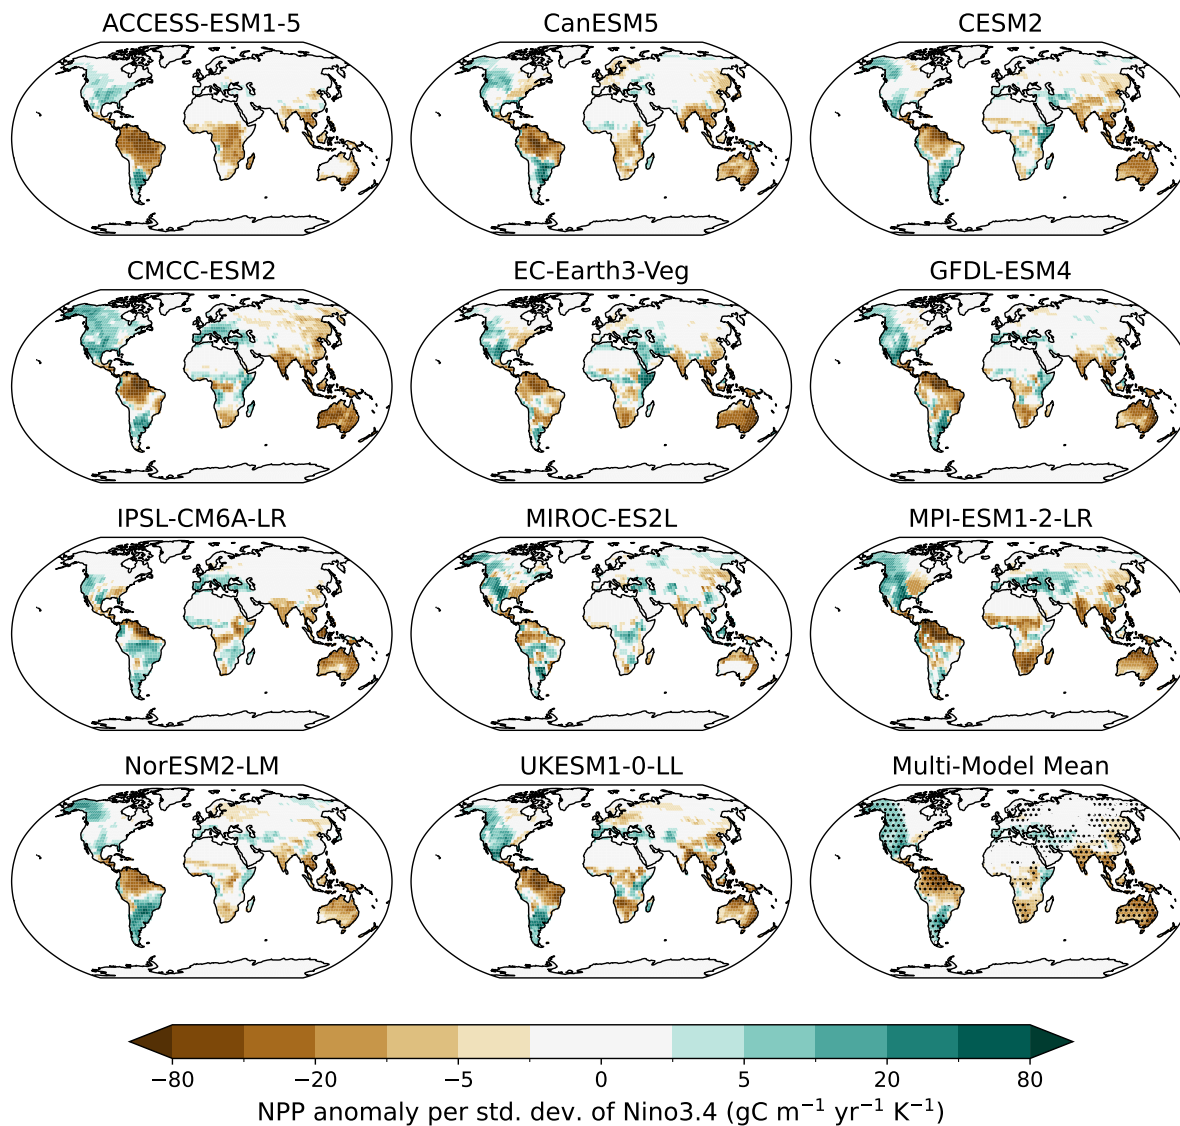 ACCESS-ESM1-5 CanESM5 CESM2
CMCC-ESM2 EC-Earth3-Veg GFDL-ESM4
IPSL-CM6A-LR MIROC-ES2L MPI-ESM1-2-LR
NorESM2-LM UKESM1-0-LL Multi-Model Mean
−80 −20 −5 0 5 20 80
NPP anomaly per std. dev. of Nino3.4 (gC m⁻¹ yr⁻¹ K⁻¹)